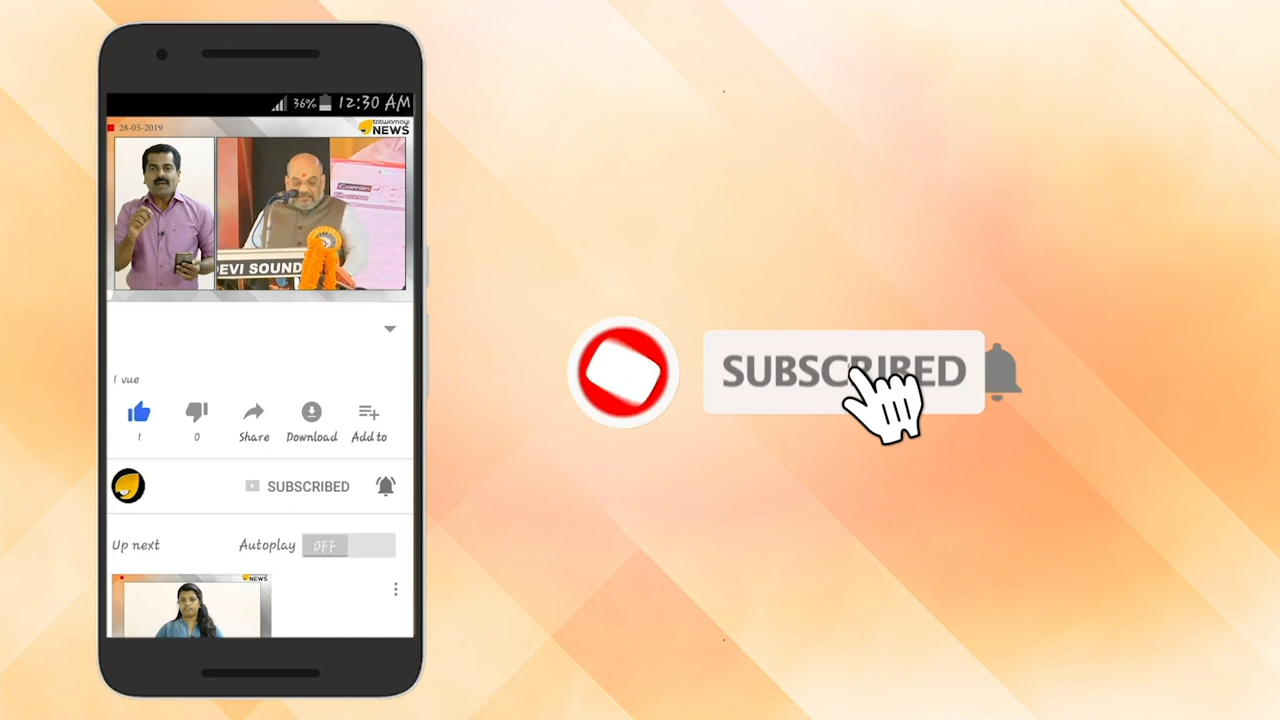 36% 12:30 AM
28-05-2019
tatwamayi
NEWS
DEVI SOUND
1 vue
1
0
Share
Download
Add to
SUBSCRIBED
Up next
Autoplay
OFF
NEWS
SUBSCRIBED